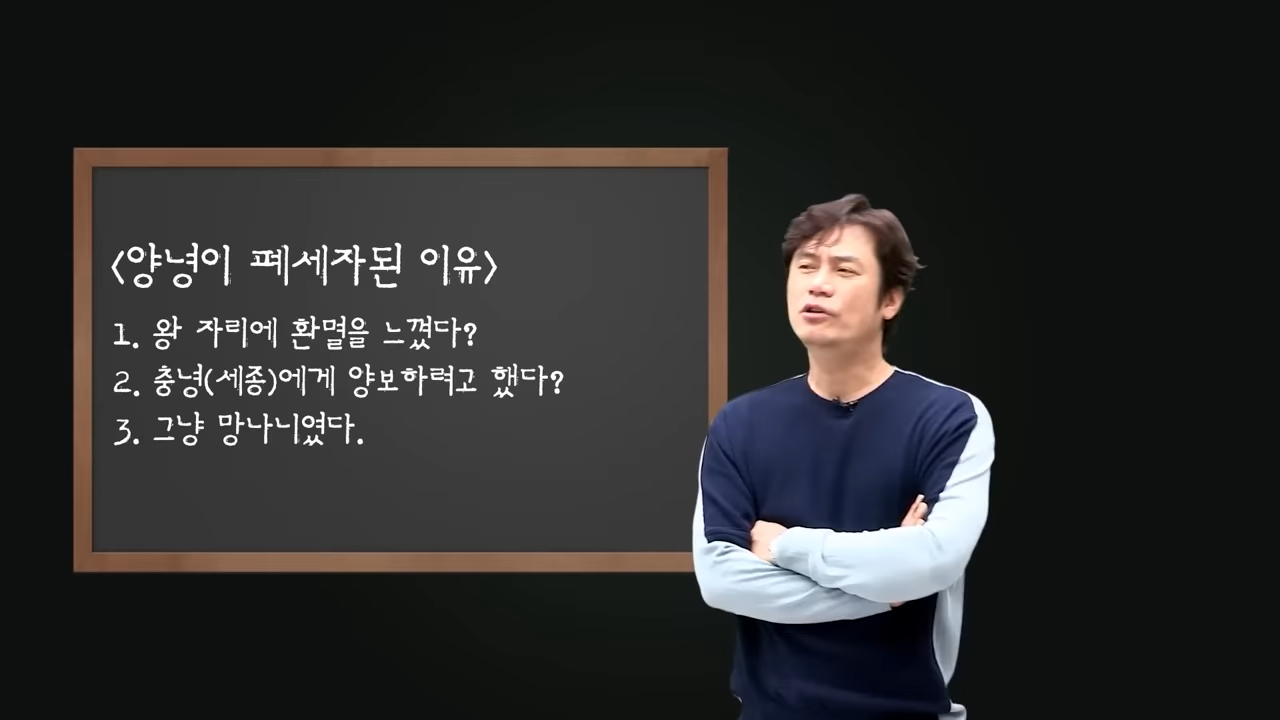 <양녕이 폐세자된 이유>
1. 왕 자리에 환멸을 느꼈다?
2. 충녕(세종)에게 양보하려고 했다?
3. 그냥 망나니였다.